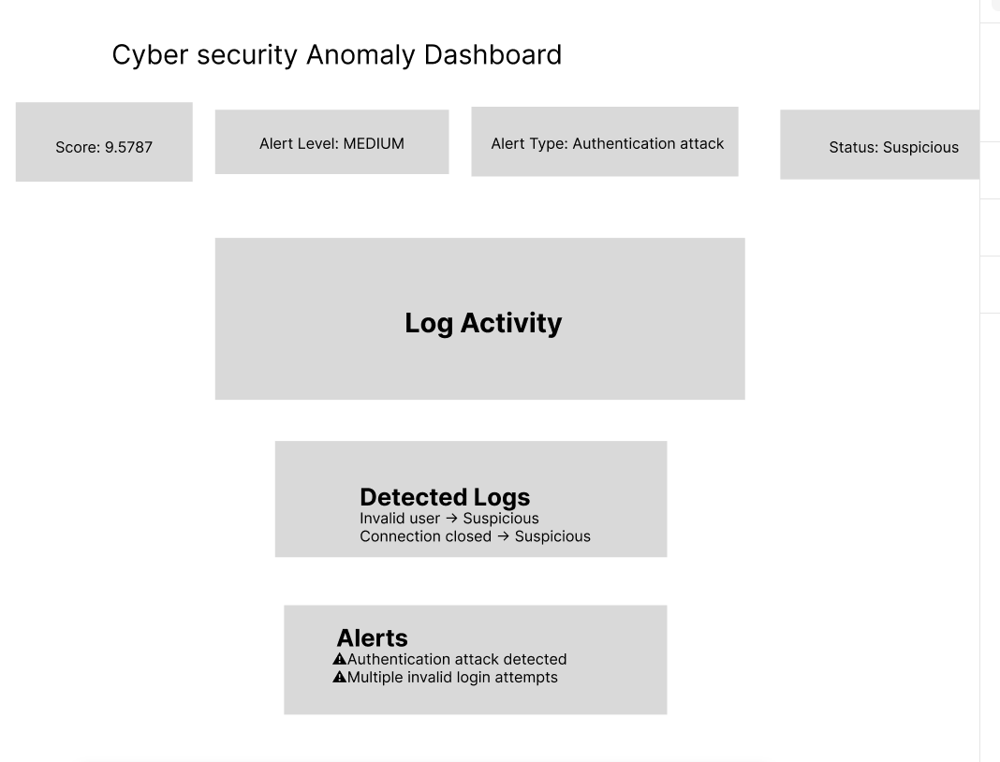 Cyber security Anomaly Dashboard
Score: 9.5787
Alert Level: MEDIUM
Alert Type: Authentication attack
Status: Suspicious
Log Activity
Detected Logs
Invalid user → Suspicious
Connection closed → Suspicious
Alerts
⚠Authentication attack detected
⚠Multiple invalid login attempts